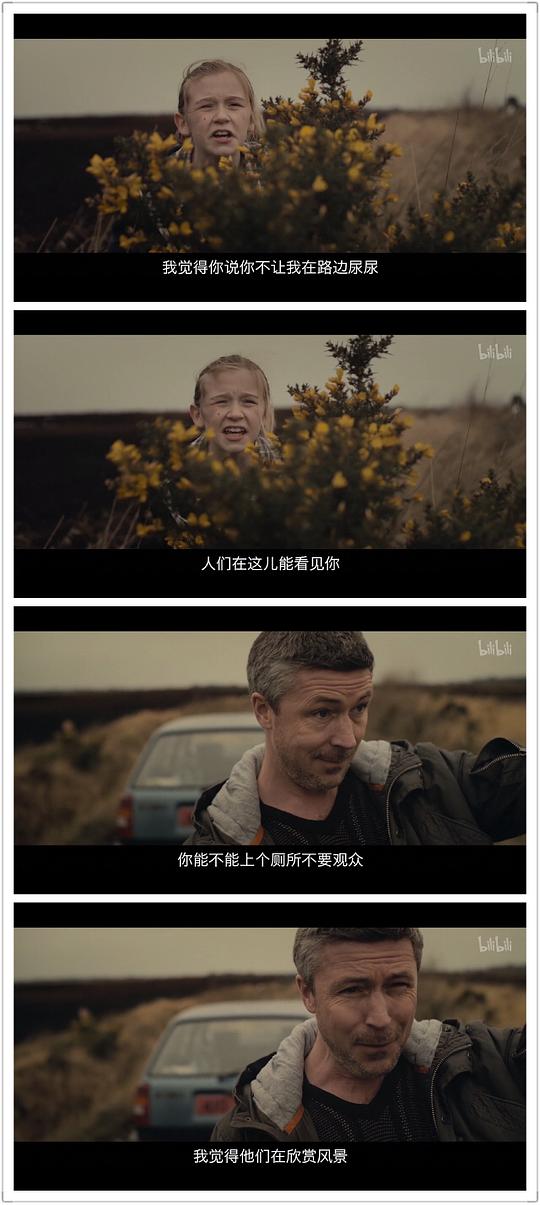 bilibili
我觉得你说你不让我在路边尿尿
bilibili
人们在这儿能看见你
bilibili
你能不能上个厕所不要观众
bilibili
我觉得他们在欣赏风景